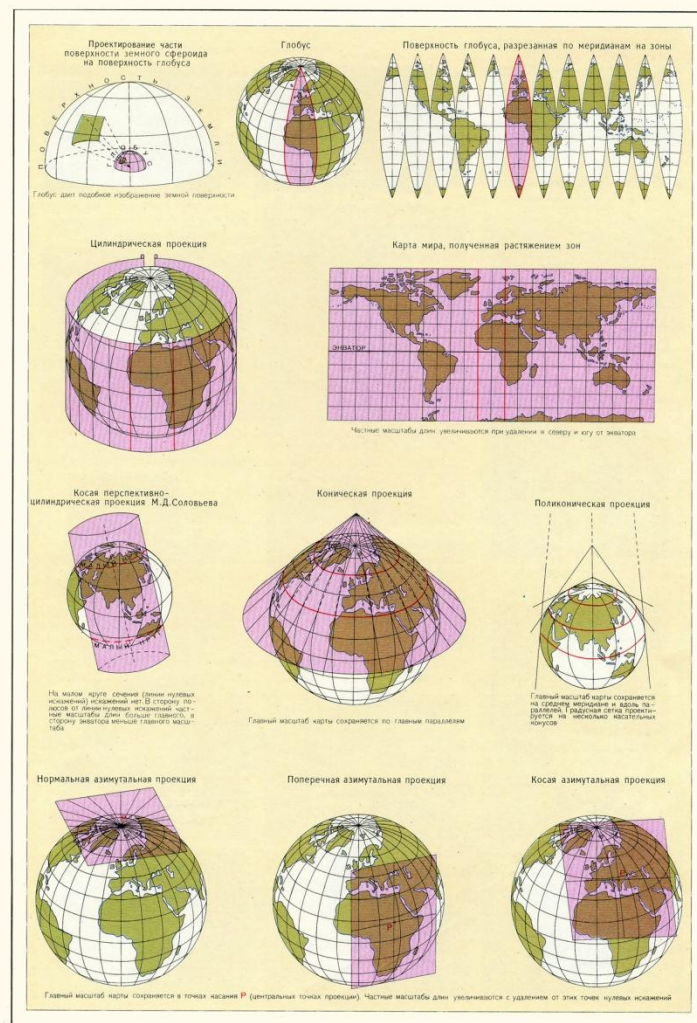 Проектирование части
поверхности земного сфероида
на поверхность глобуса
Глобус
Поверхность глобуса, разрезанная по меридианам на зоны
ПОВЕРХНОСТЬ ЗЕМЛИ
Глобус дает подобное изображение земной поверхности
Цилиндрическая проекция
Карта мира, полученная растяжением зон
ЭКВАТОР
Частные масштабы длин увеличиваются при удалении к северу и югу от экватора
Косая перспективно-
цилиндрическая проекция М.Д.Соловьева
Коническая проекция
Поликоническая проекция
МАЛЫЙ
МАЛЫЙ
На малом круге сечения (линии нулевых
искажений) искажений нет. В сторону по-
люсов от линии нулевых искажений част-
ные масштабы длин больше главного, в
сторону экватора меньше главного масш-
таба
Главный масштаб карты сохраняется по главным параллелям
Главный масштаб карты сохраняется
на среднем меридиане и вдоль па-
раллелей. Градусная сетка проекти-
руется на несколько касательных
конусов
Нормальная азимутальная проекция
Поперечная азимутальная проекция
Косая азимутальная проекция
P
P
Главный масштаб карты сохраняется в точках касания P (центральных точках проекции). Частные масштабы длин увеличиваются с удалением от этих точек нулевых искажений